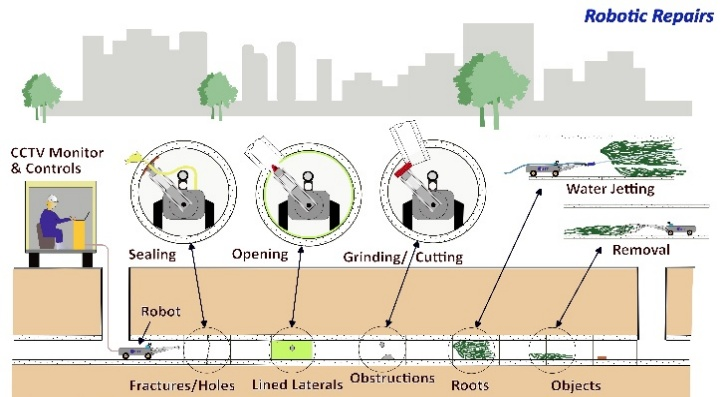 Robotic Repairs
CCTV Monitor
& Controls
Sealing
Opening
Grinding/ Cutting
Water Jetting
Removal
Robot
Fractures/Holes
Lined Laterals
Obstructions
Roots
Objects